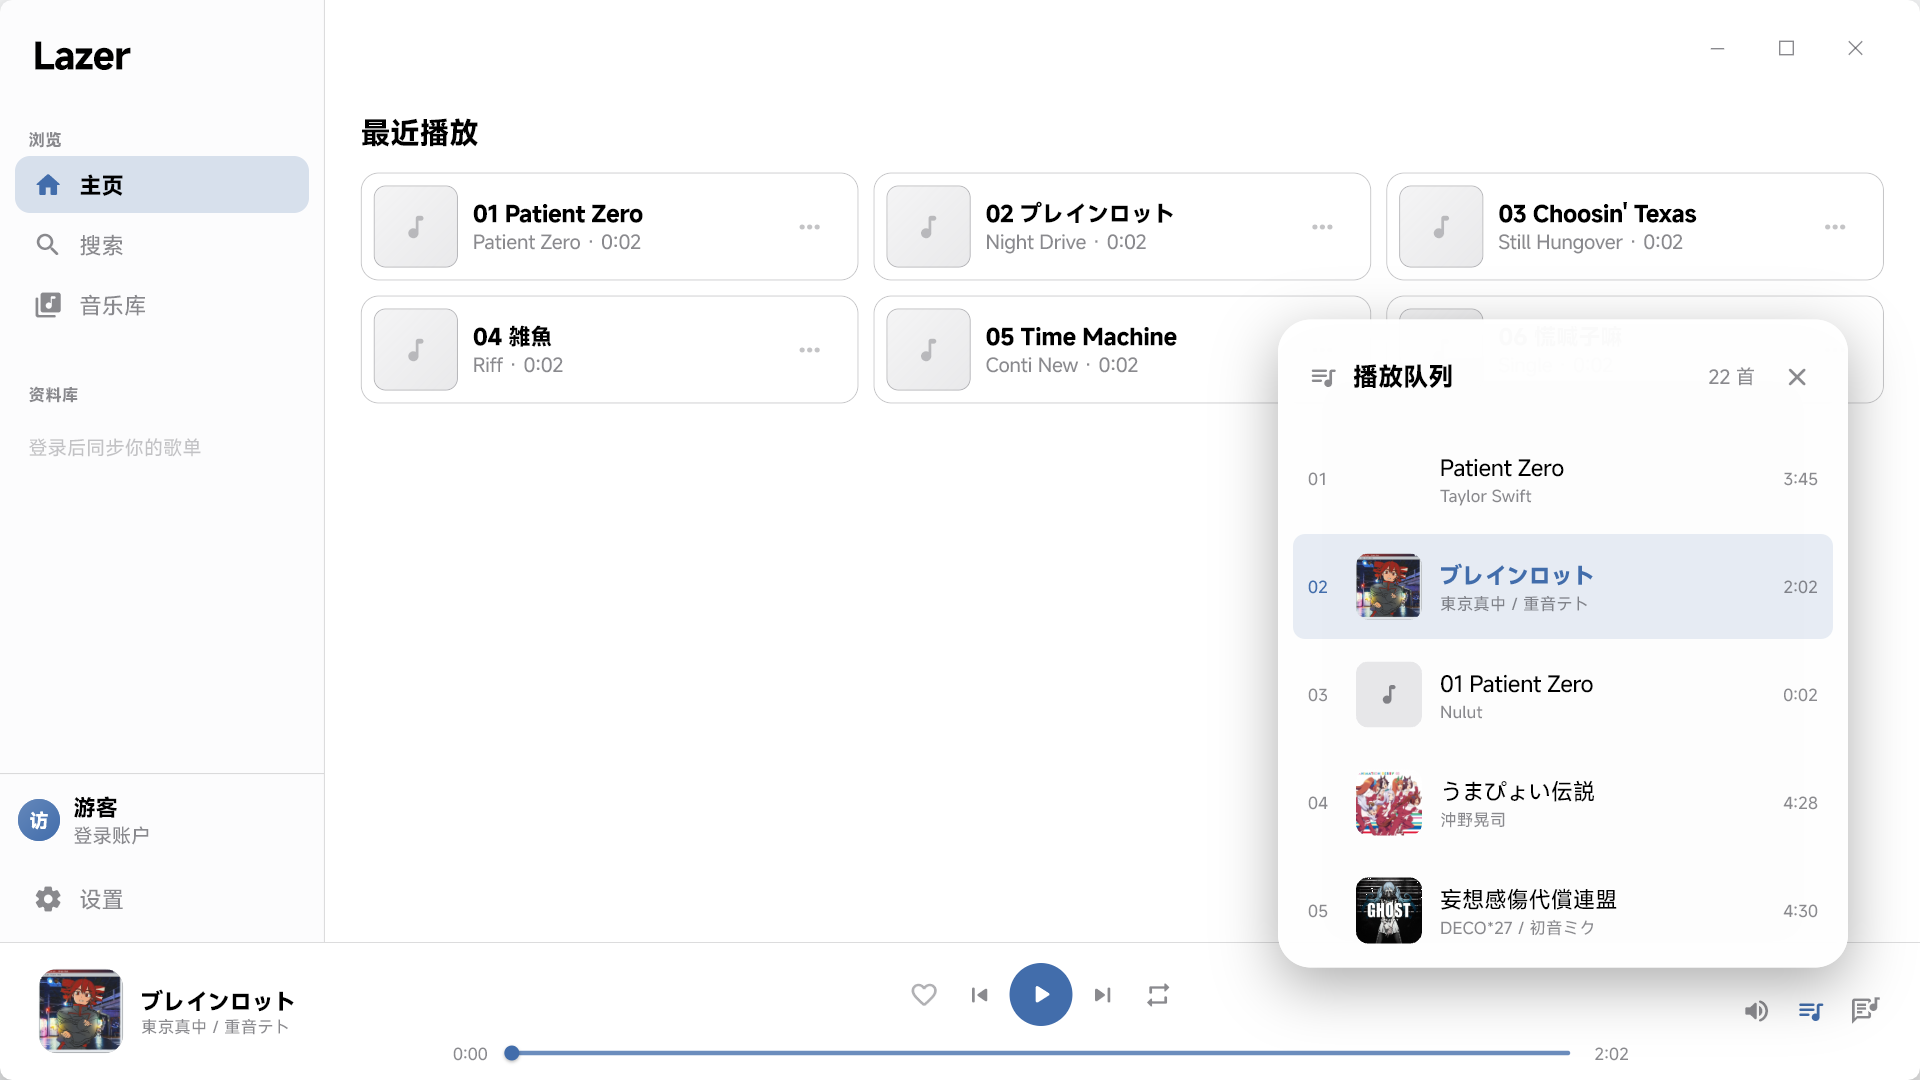 Lazer
浏览
主页
搜索
音乐库
资料库
登录后同步你的歌单
访
游客
登录账户
设置
最近播放
01 Patient Zero
Patient Zero · 0:02
02 ブレインロット
Night Drive · 0:02
03 Choosin' Texas
Still Hungover · 0:02
04 雑魚
Riff · 0:02
05 Time Machine
Conti New · 0:02
播放队列
22 首
01
Patient Zero
Taylor Swift
3:45
02
ブレインロット
東京真中 / 重音テト
2:02
03
01 Patient Zero
Nulut
0:02
04
うまぴょい伝説
沖野晃司
4:28
05
GHOST
妄想感傷代償連盟
DECO*27 / 初音ミク
4:30
ブレインロット
東京真中 / 重音テト
0:00
2:02